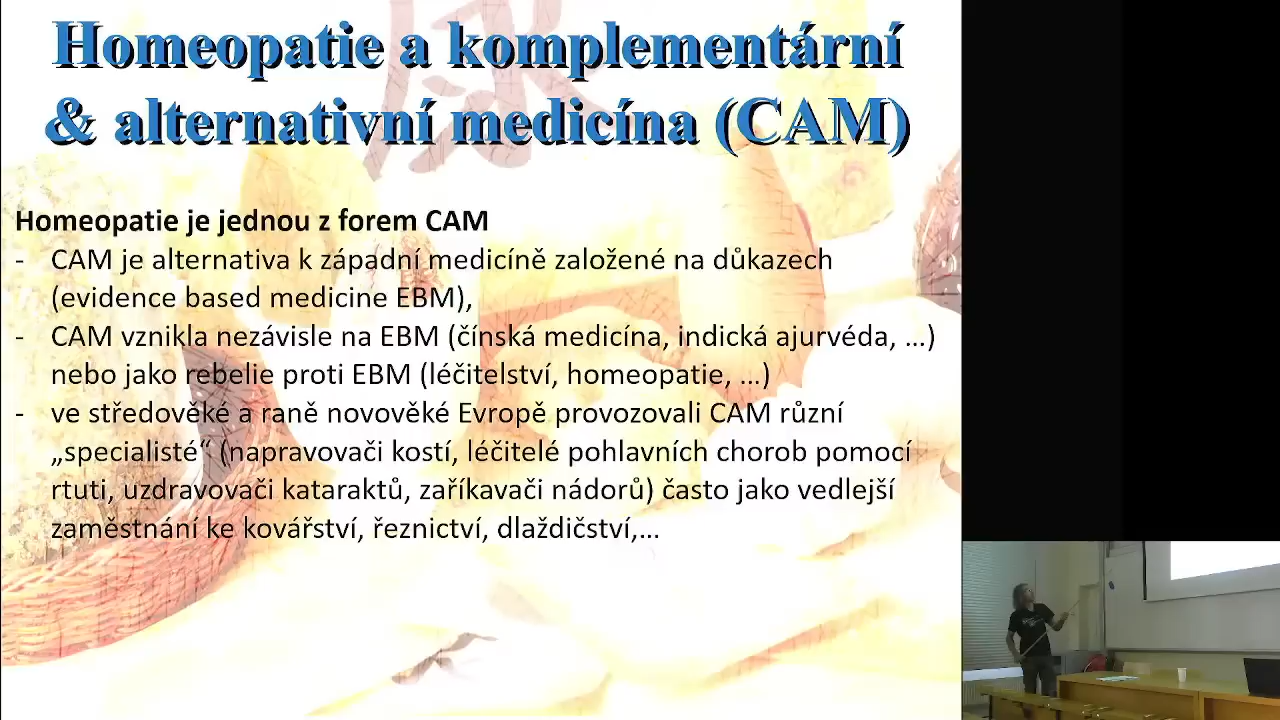 Homeopatie a komplementární
& alternativní medicína (CAM)
Homeopatie je jednou z forem CAM
- CAM je alternativa k západní medicíně založené na důkazech
(evidence based medicine EBM),
- CAM vznikla nezávisle na EBM (čínská medicína, indická ajurvéda, ...)
nebo jako rebelie proti EBM (léčitelství, homeopatie, ...)
- ve středověké a raně novověké Evropě provozovali CAM různí
„specialisté“ (napravovači kostí, léčitelé pohlavních chorob pomocí
rtuti, uzdravovači kataraktů, zaříkavači nádorů) často jako vedlejší
zaměstnání ke kovářství, řeznictví, dlaždičství,...